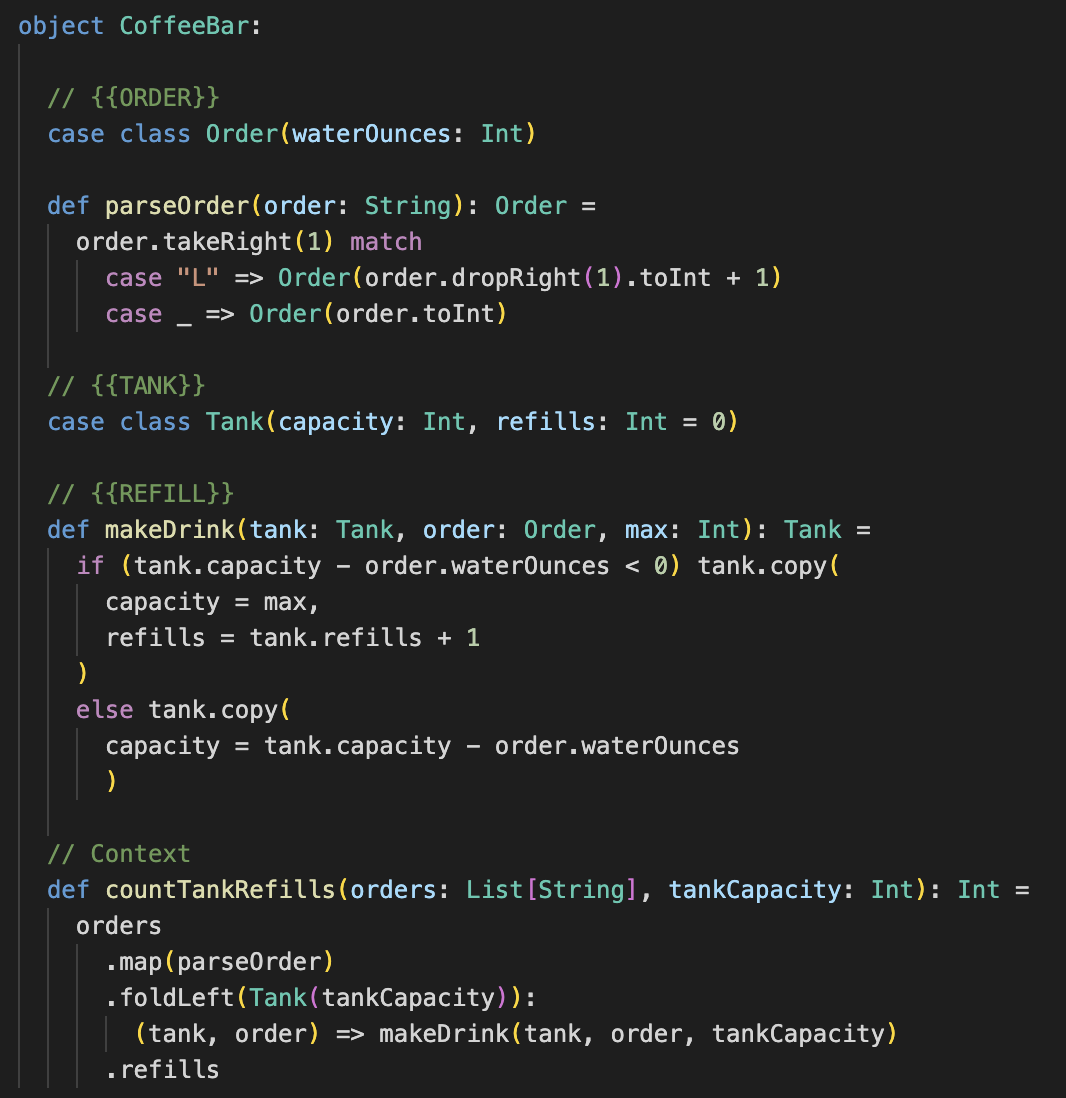 object CoffeeBar:

  // {{ORDER}}
  case class Order(waterOunces: Int)

  def parseOrder(order: String): Order =
    order.takeRight(1) match
      case "L" => Order(order.dropRight(1).toInt + 1)
      case _ => Order(order.toInt)

  // {{TANK}}
  case class Tank(capacity: Int, refills: Int = 0)

  // {{REFILL}}
  def makeDrink(tank: Tank, order: Order, max: Int): Tank =
    if (tank.capacity - order.waterOunces < 0) tank.copy(
      capacity = max,
      refills = tank.refills + 1
    )
    else tank.copy(
      capacity = tank.capacity - order.waterOunces
      )

  // Context
  def countTankRefills(orders: List[String], tankCapacity: Int): Int =
    orders
      .map(parseOrder)
      .foldLeft(Tank(tankCapacity)):
        (tank, order) => makeDrink(tank, order, tankCapacity)
      .refills